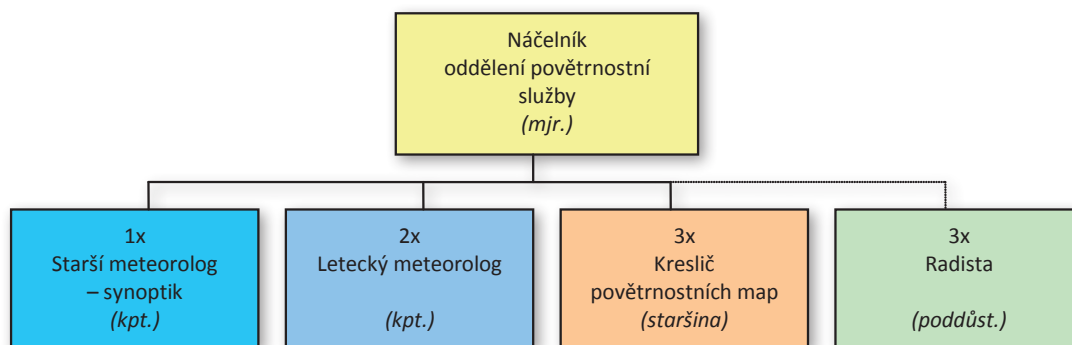 Náčelník
oddělení povětrnostní
služby
(mjr.)
1x
Starší meteorolog
– synoptik
(kpt.)
2x
Letecký meteorolog
(kpt.)
3x
Kreslič
povětrnostních map
(staršina)
3x
Radista
(poddůst.)